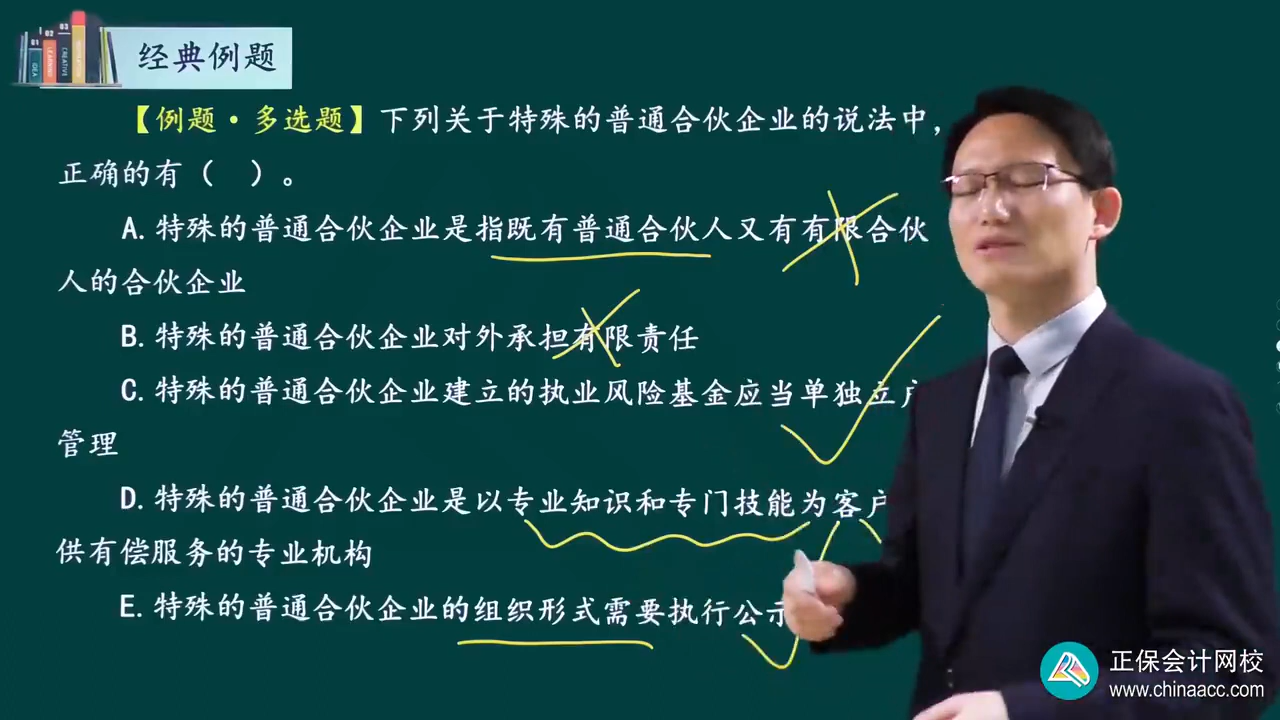 经典例题
【例题·多选题】下列关于特殊的普通合伙企业的说法中，
正确的有（ ）。
A. 特殊的普通合伙企业是指既有普通合伙人又有有限合伙
人的合伙企业
B. 特殊的普通合伙企业对外承担有限责任
C. 特殊的普通合伙企业建立的执业风险基金应当单独立户
管理
D. 特殊的普通合伙企业是以专业知识和专门技能为客户
供有偿服务的专业机构
E. 特殊的普通合伙企业的组织形式需要执行公示
正保会计网校
www.chinaacc.com
01
02
03
IDEA
LEARNING
CREATIVE